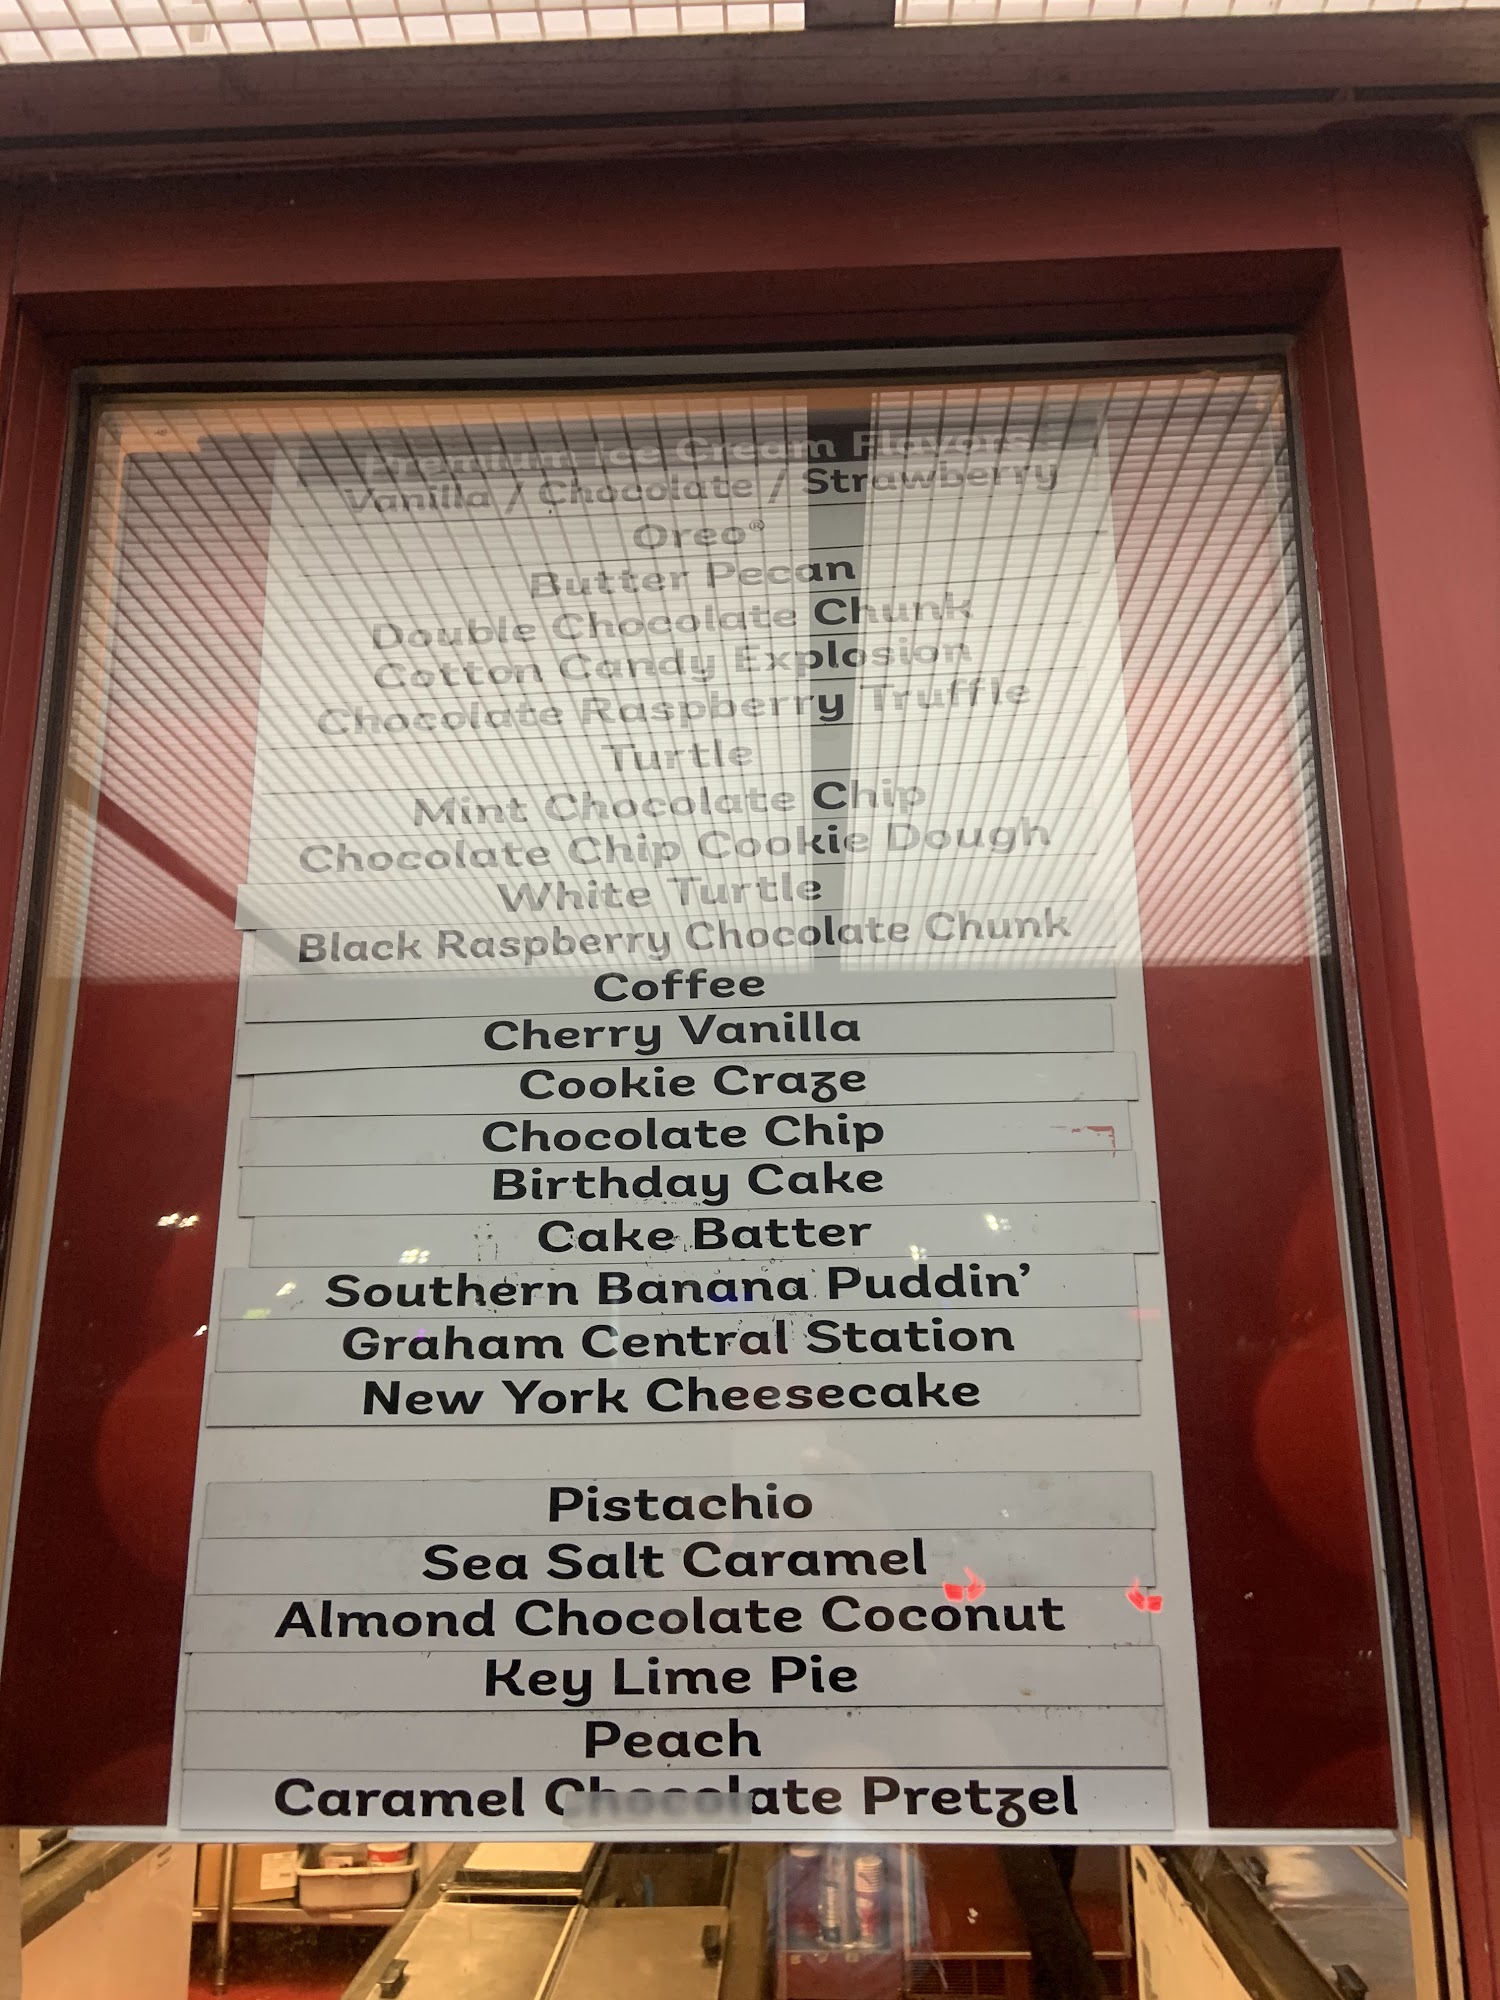 Premium Ice Cream Flavors
Vanilla / Chocolate / Strawberry
Oreo®
Butter Pecan
Double Chocolate Chunk
Cotton Candy Explosion
Chocolate Raspberry Truffle
Turtle
Mint Chocolate Chip
Chocolate Chip Cookie Dough
White Turtle
Black Raspberry Chocolate Chunk
Coffee
Cherry Vanilla
Cookie Craze
Chocolate Chip
Birthday Cake
Cake Batter
Southern Banana Puddin’
Graham Central Station
New York Cheesecake
Pistachio
Sea Salt Caramel
Almond Chocolate Coconut
Key Lime Pie
Peach
Caramel Chocolate Pretzel